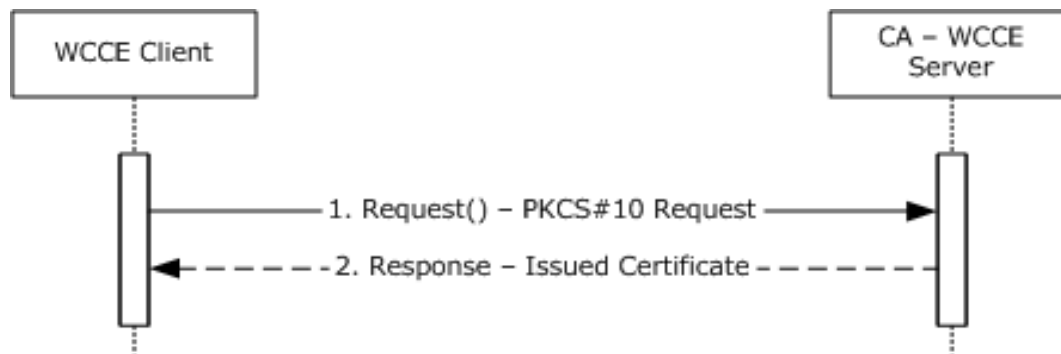 WCCE Client
CA – WCCE
Server
1. Request() – PKCS#10 Request
2. Response – Issued Certificate